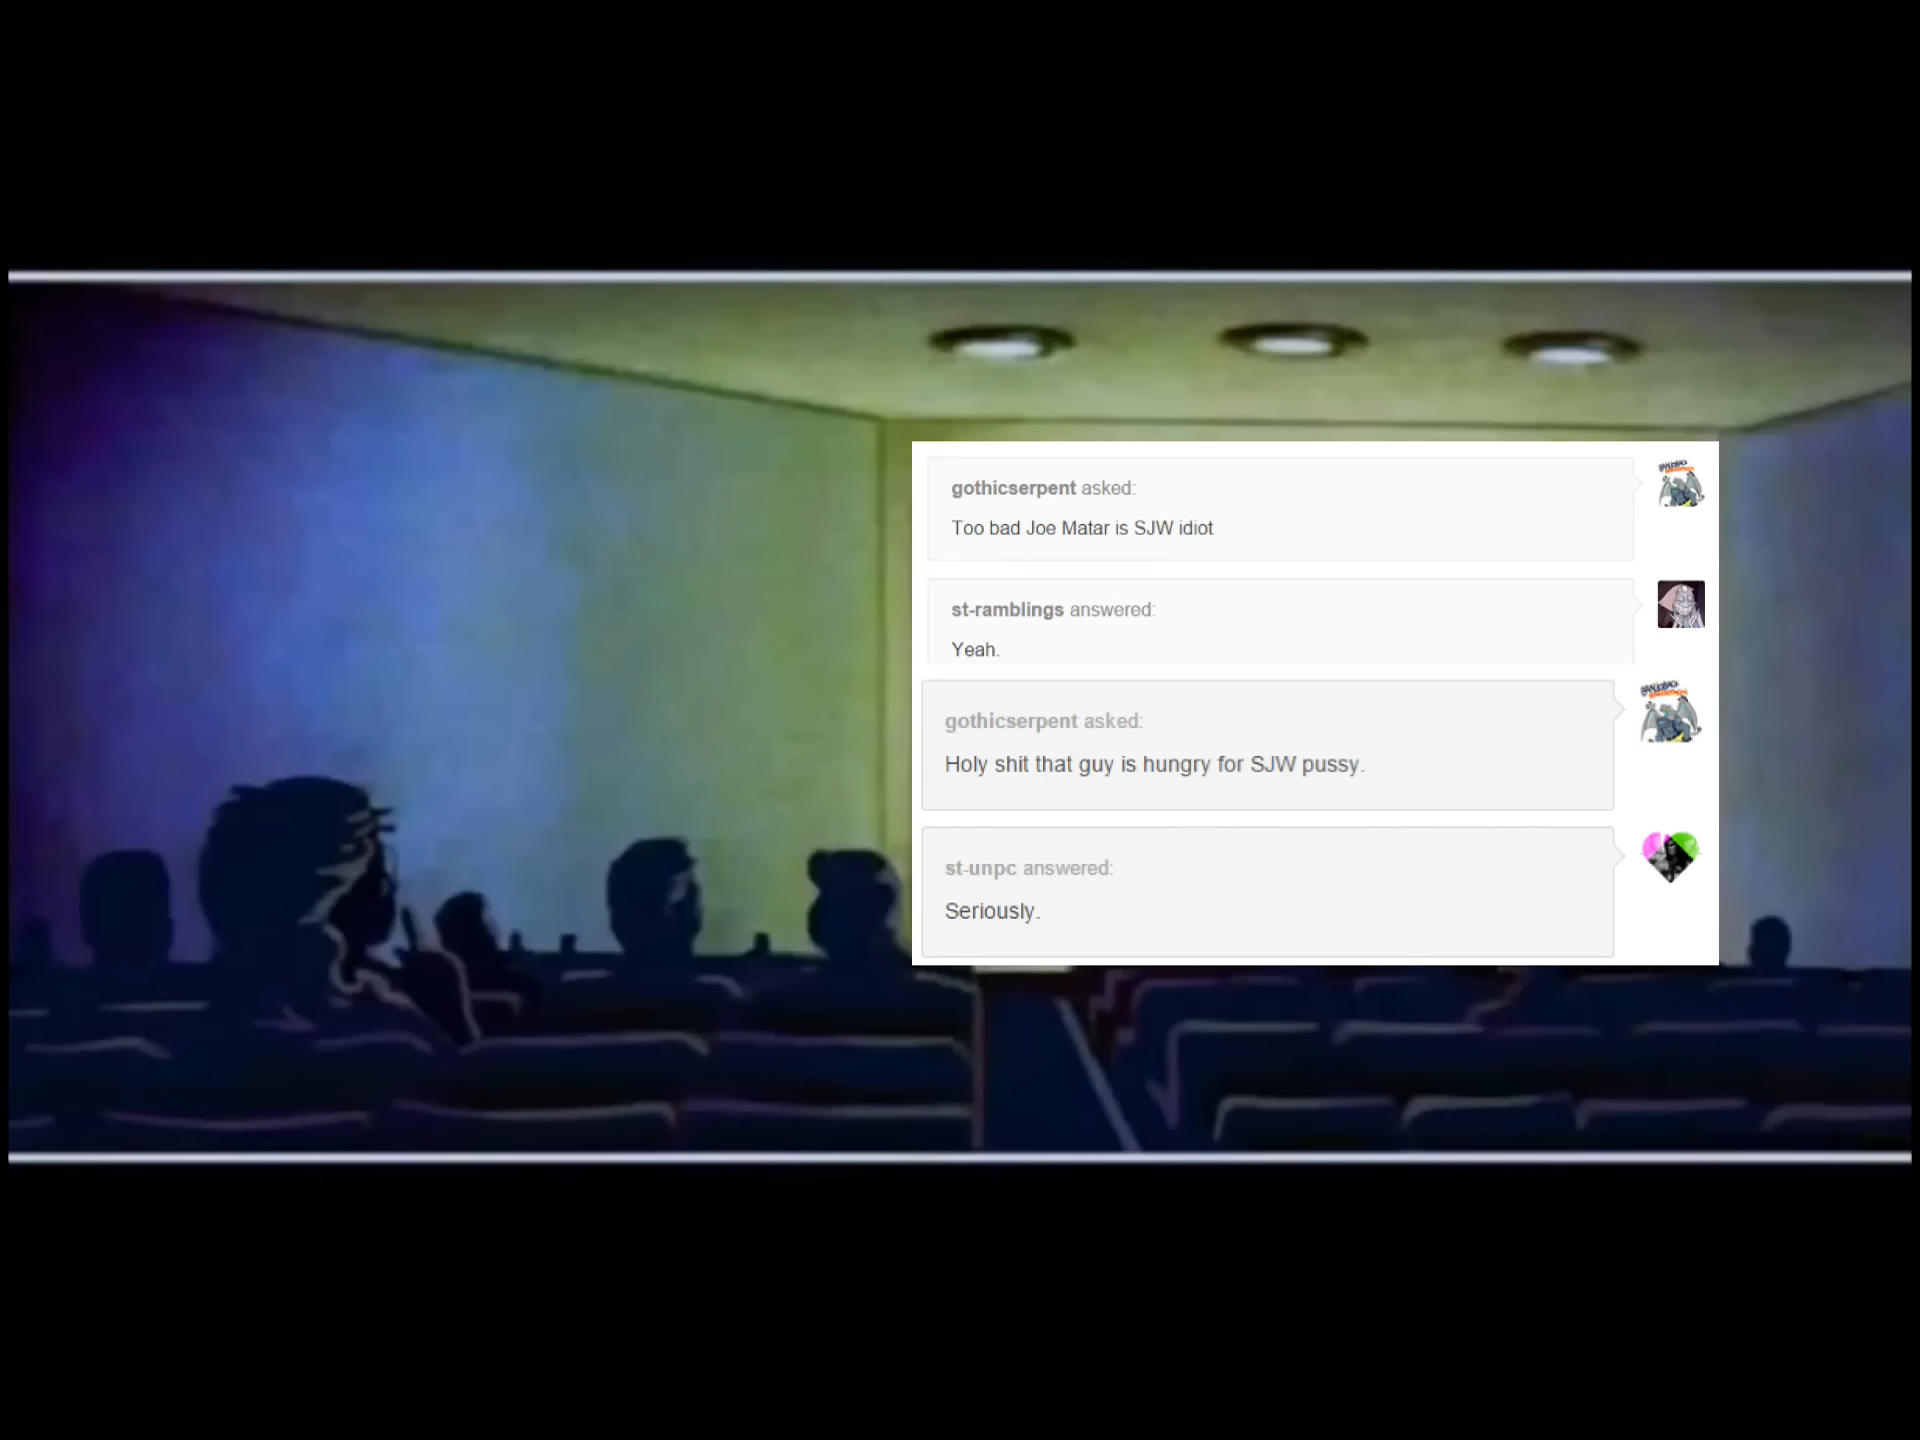 gothicserpent asked:
Too bad Joe Matar is SJW idiot
st-ramblings answered:
Yeah.
gothicserpent asked:
Holy shit that guy is hungry for SJW pussy.
st-unpc answered:
Seriously.